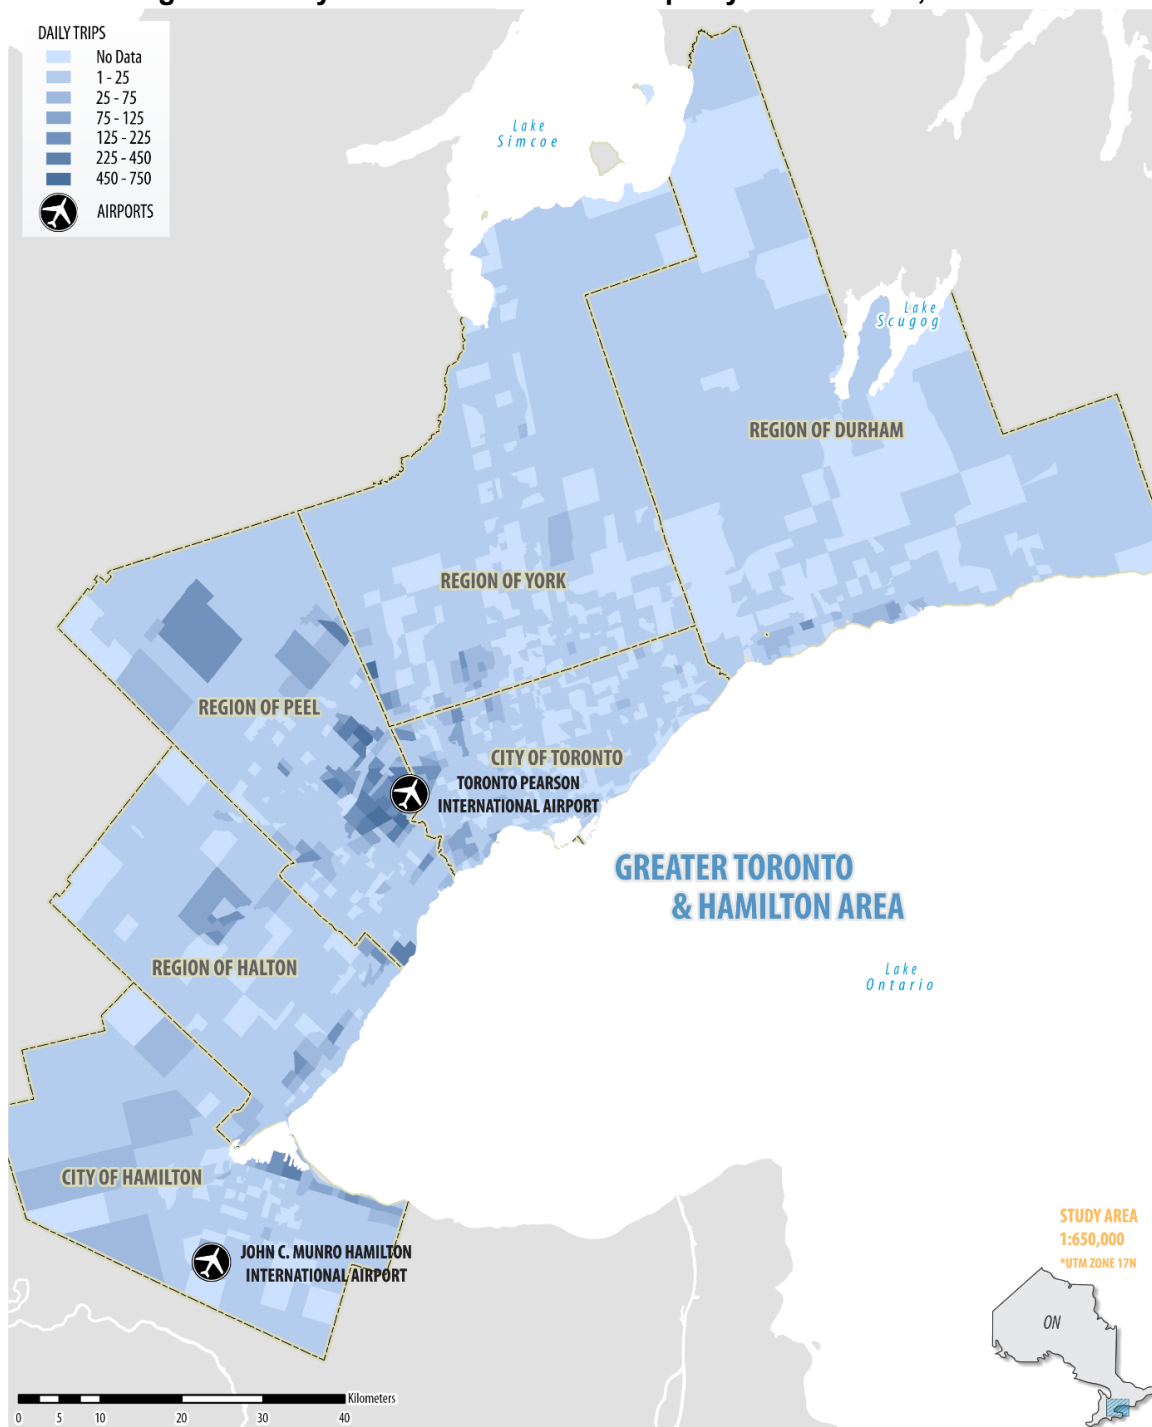 DAILY TRIPS
No Data
1 - 25
25 - 75
75 - 125
125 - 225
225 - 450
450 - 750
AIRPORTS
Lake
Simcoe
Lake
Scugog
REGION OF DURHAM
REGION OF YORK
REGION OF PEEL
CITY OF TORONTO
TORONTO PEARSON
INTERNATIONAL AIRPORT
GREATER TORONTO
& HAMILTON AREA
REGION OF HALTON
Lake
Ontario
CITY OF HAMILTON
JOHN C. MUNRO HAMILTON
INTERNATIONAL AIRPORT
STUDY AREA
1:650,000
*UTM ZONE 17N
ON
Kilometers
0 5 10 20 30 40